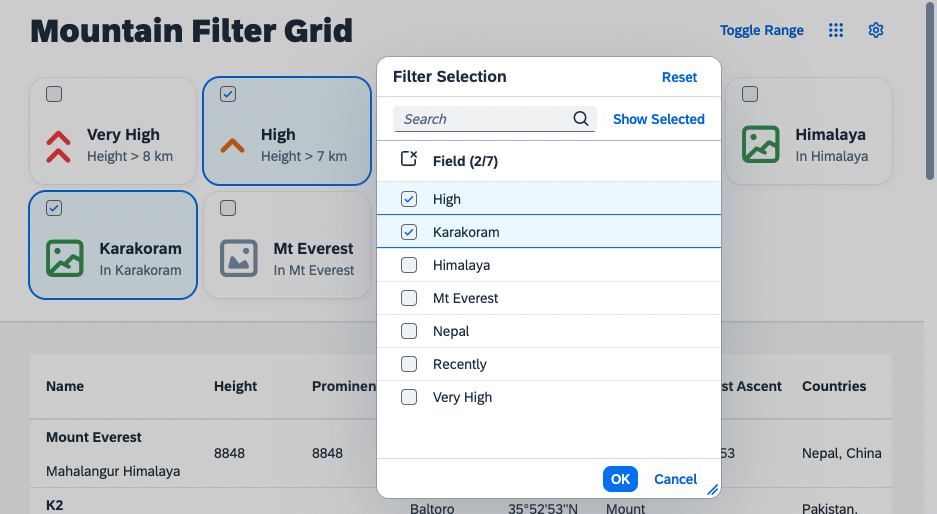 Mountain Filter Grid
Toggle Range
Filter Selection
Reset
Search
Show Selected
Field (2/7)
High
Karakoram
Himalaya
Mt Everest
Nepal
Recently
Very High
OK
Cancel
Very High
Height > 8 km
High
Height > 7 km
Himalaya
In Himalaya
Karakoram
In Karakoram
Mt Everest
In Mt Everest
Name Height Prominen st Ascent Countries
Mount Everest
8848 8848 53 Nepal, China
Mahalangur Himalaya
K2
Baltoro 35°52'53"N Mount Pakistan,